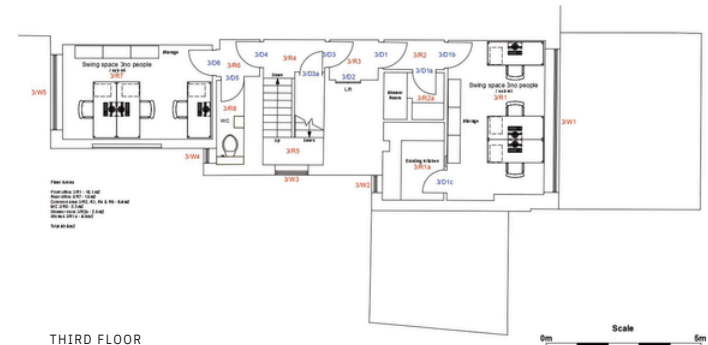 3/D4
3/R4
3/D3
3/R3
3/D1
3/R2
3/D1b
Storage
3/D6
3/R6
3/D3a
3/D2
3/D1a
Swing space 3no people
3/R7
3/D5
Lift
Swing space 3no people
3/R1
Down
Shower
Room
3/R2a
3/W5
3/R8
WC
Storage
3/W1
Up
Down
3/R5
3/W4
Existing Kitchen
3/R1a
3/W3
3/W2
3/D1c
Floor Areas
THIRD FLOOR
Scale
0m
5m